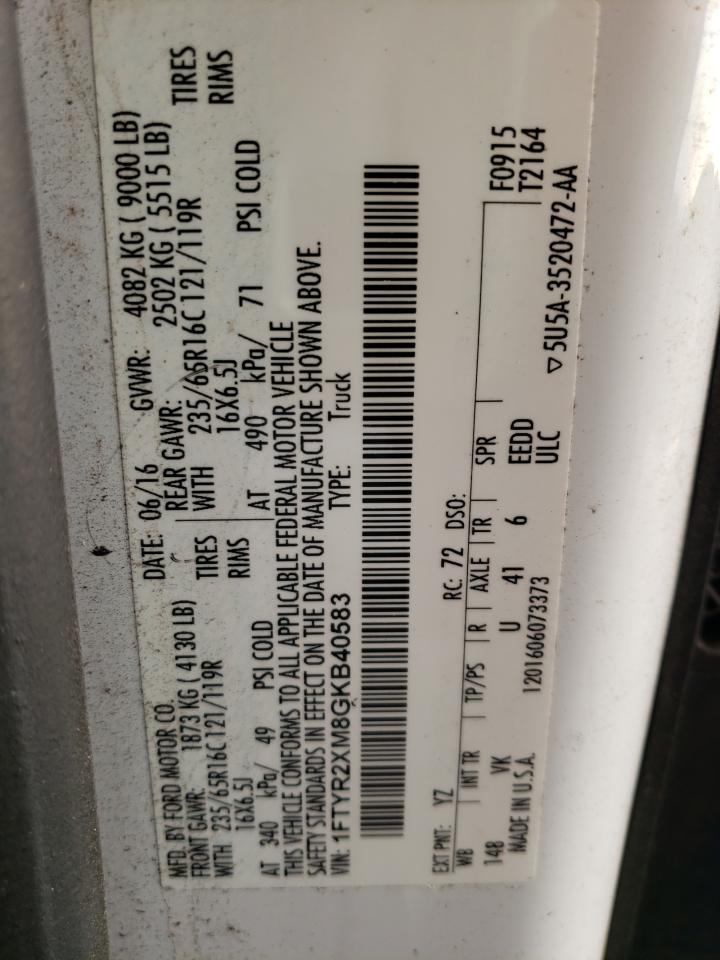 MFD. BY FORD MOTOR CO.
DATE: 06/16 GVWR: 4082 KG ( 9000 LB)
FRONT GAWR: 1873 KG ( 4130 LB) REAR GAWR: 2502 KG ( 5515 LB)
WITH 235/65R16C 121/119R TIRES WITH 235/65R16C 121/119R TIRES
16X6.5J RIMS 16X6.5J RIMS
AT 340 kPa/ 49 PSI COLD AT 490 kPa/ 71 PSI COLD
THIS VEHICLE CONFORMS TO ALL APPLICABLE FEDERAL MOTOR VEHICLE
SAFETY STANDARDS IN EFFECT ON THE DATE OF MANUFACTURE SHOWN ABOVE.
VIN: 1FTYR2XM8GKB40583 TYPE: Truck
EXT PNT: YZ RC: 72 DSO: F0915
WB INT TR TP/PS R AXLE TR SPR T2164
148 VK U 41 6 EEDD
MADE IN U.S.A. 1201606073373 ULC ▽ 5U5A-3520472-AA